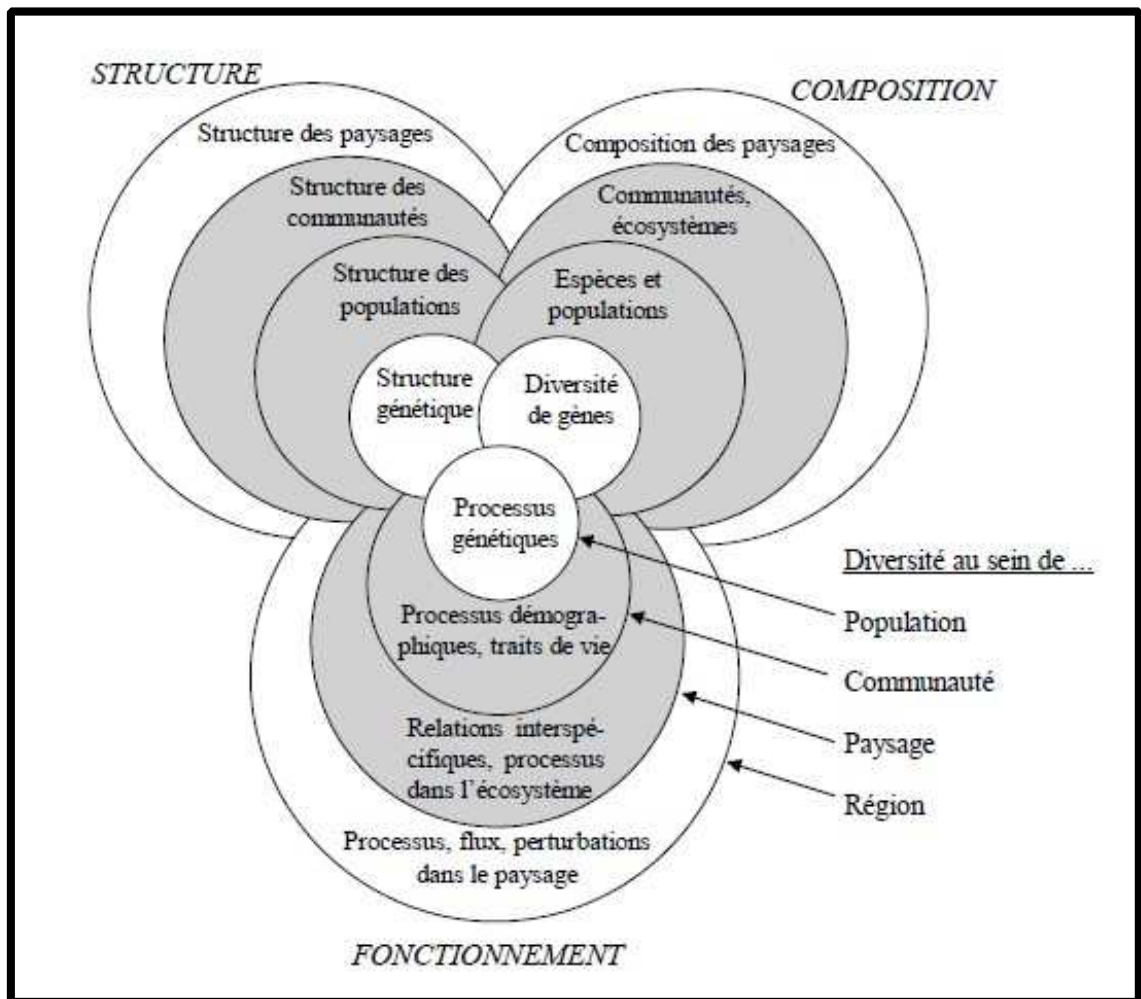 STRUCTURE
COMPOSITION
Structure des paysages
Composition des paysages
Structure des
communautés
Communautés,
écosystèmes
Structure des
populations
Espèces et
populations
Structure
génétique
Diversité
de gènes
Processus
génétiques
Processus démogra-
phiques, traits de vie
Relations interspé-
cifiques, processus
dans l'écosystème
Processus, flux, perturbations
dans le paysage
FONCTIONNEMENT
Diversité au sein de ...
Population
Communauté
Paysage
Région